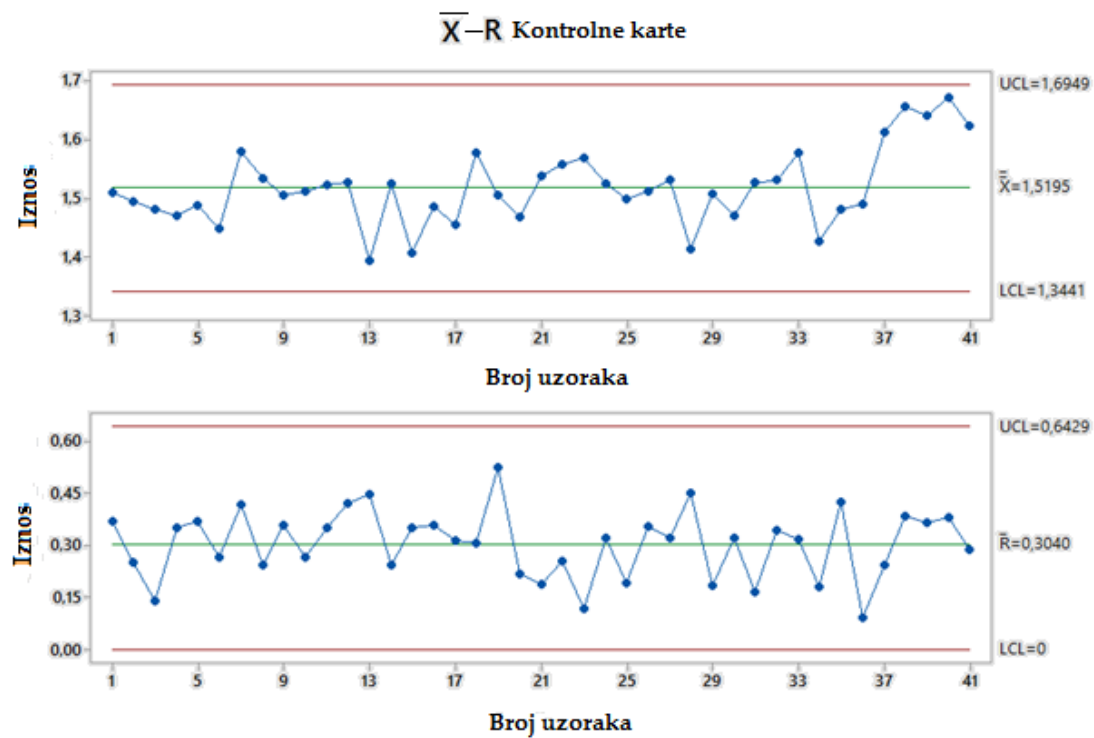 X̅–R Kontrolne karte
1,7
1,6
1,5
1,4
1,3
Iznos
UCL=1,6949
X̿=1,5195
LCL=1,3441
1 5 9 13 17 21 25 29 33 37 41
Broj uzoraka
0,60
0,45
0,30
0,15
0,00
Iznos
UCL=0,6429
R̅=0,3040
LCL=0
1 5 9 13 17 21 25 29 33 37 41
Broj uzoraka